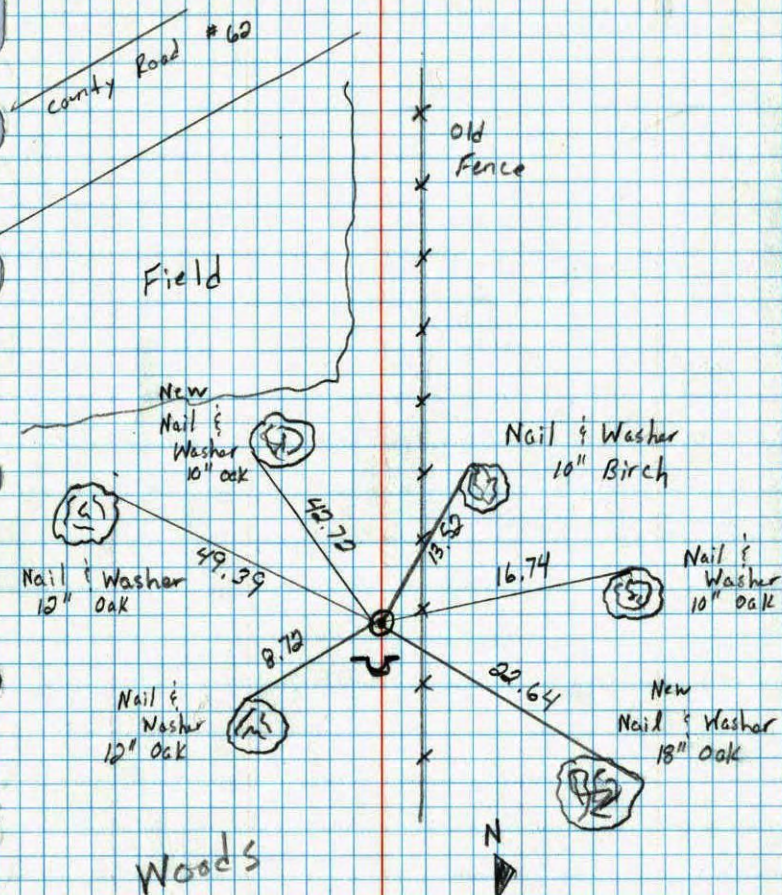 County Road #62
Old
Fence
Field
New
Nail &
Washer
10" oak
Nail & Washer
10" Birch
42.72
13.52
49.39
Nail & Washer
12" Oak
16.74
Nail &
Washer
10" Oak
8.72
22.64
Nail &
Washer
12" Oak
New
Nail & Washer
18" Oak
N
Woods